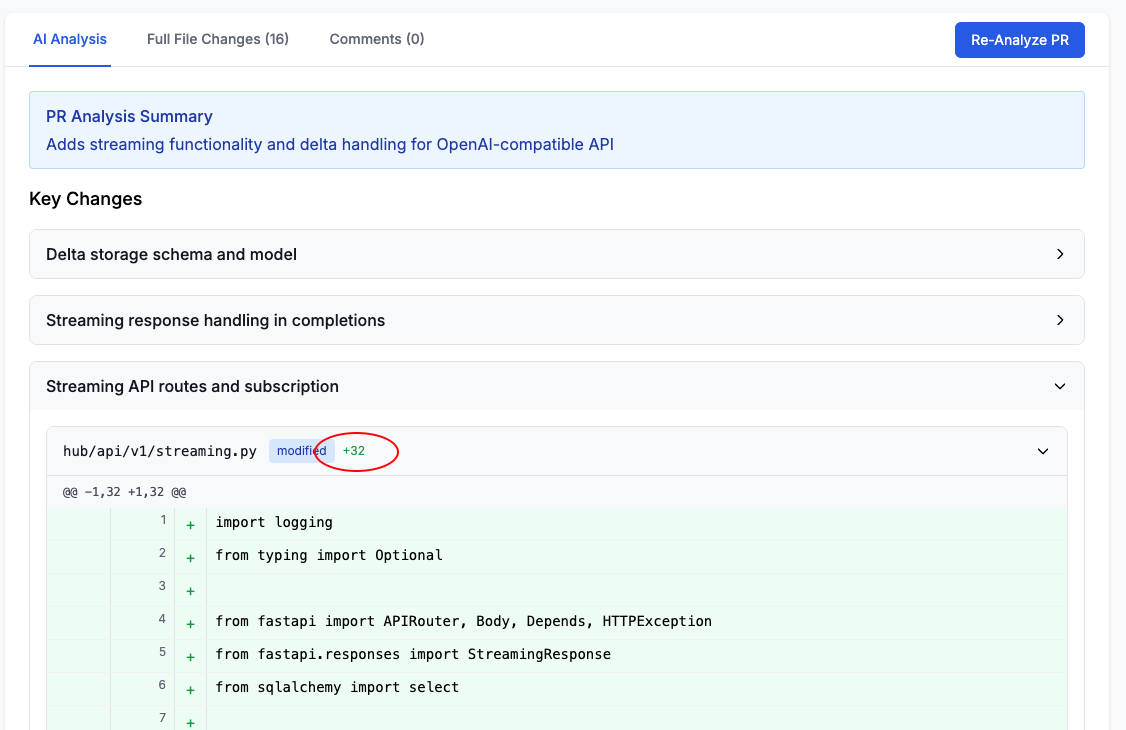 AI Analysis Full File Changes (16) Comments (0) Re-Analyze PR
PR Analysis Summary
Adds streaming functionality and delta handling for OpenAI-compatible API
Key Changes
Delta storage schema and model
Streaming response handling in completions
Streaming API routes and subscription
hub/api/v1/streaming.py modified +32
@@ -1,32 +1,32 @@
1 + import logging
2 + from typing import Optional
3 +
4 + from fastapi import APIRouter, Body, Depends, HTTPException
5 + from fastapi.responses import StreamingResponse
6 + from sqlalchemy import select
7 +